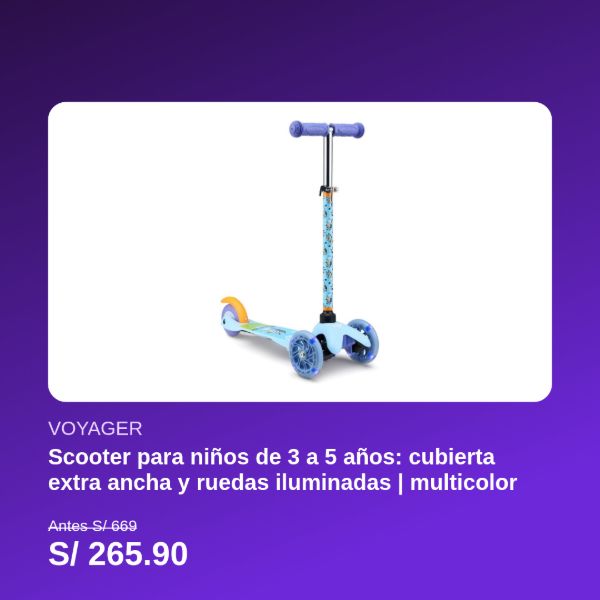 VOYAGER
Scooter para niños de 3 a 5 años: cubierta
extra ancha y ruedas iluminadas | multicolor
Antes S/ 669
S/ 265.90